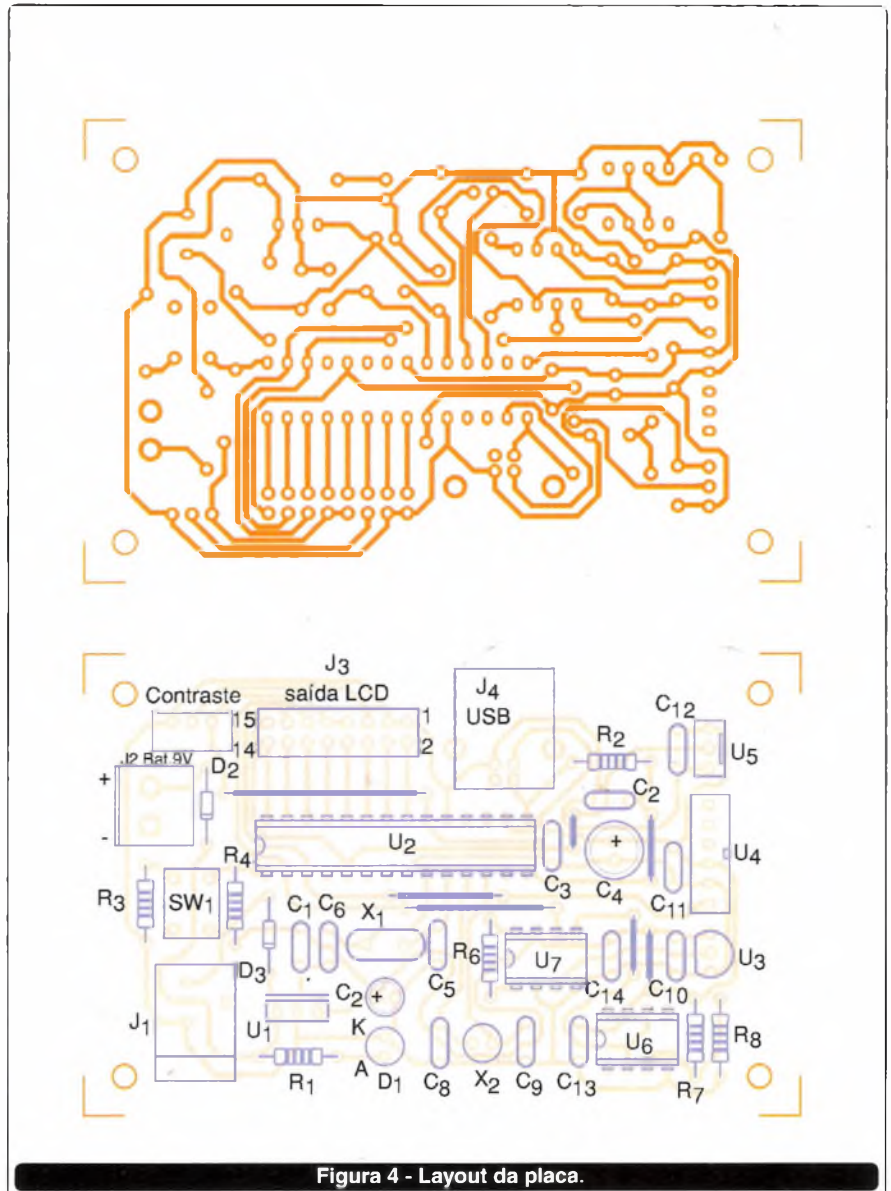 J3
Contraste saída LCD
J4
USB
15 1
14 2
C12
R2
U5
J2 Bat 9V
D2
+
-
C2
U2
+
U4
R4
R3
SW1
C3
C4
C11
C1 C6 X1
D3
C5
R6
U7
C14
C10
U3
J1
U1
C2
+
K
A
D1
R1
C8
X2
C9
C13
U6
R7
R8
Figura 4 - Layout da placa.